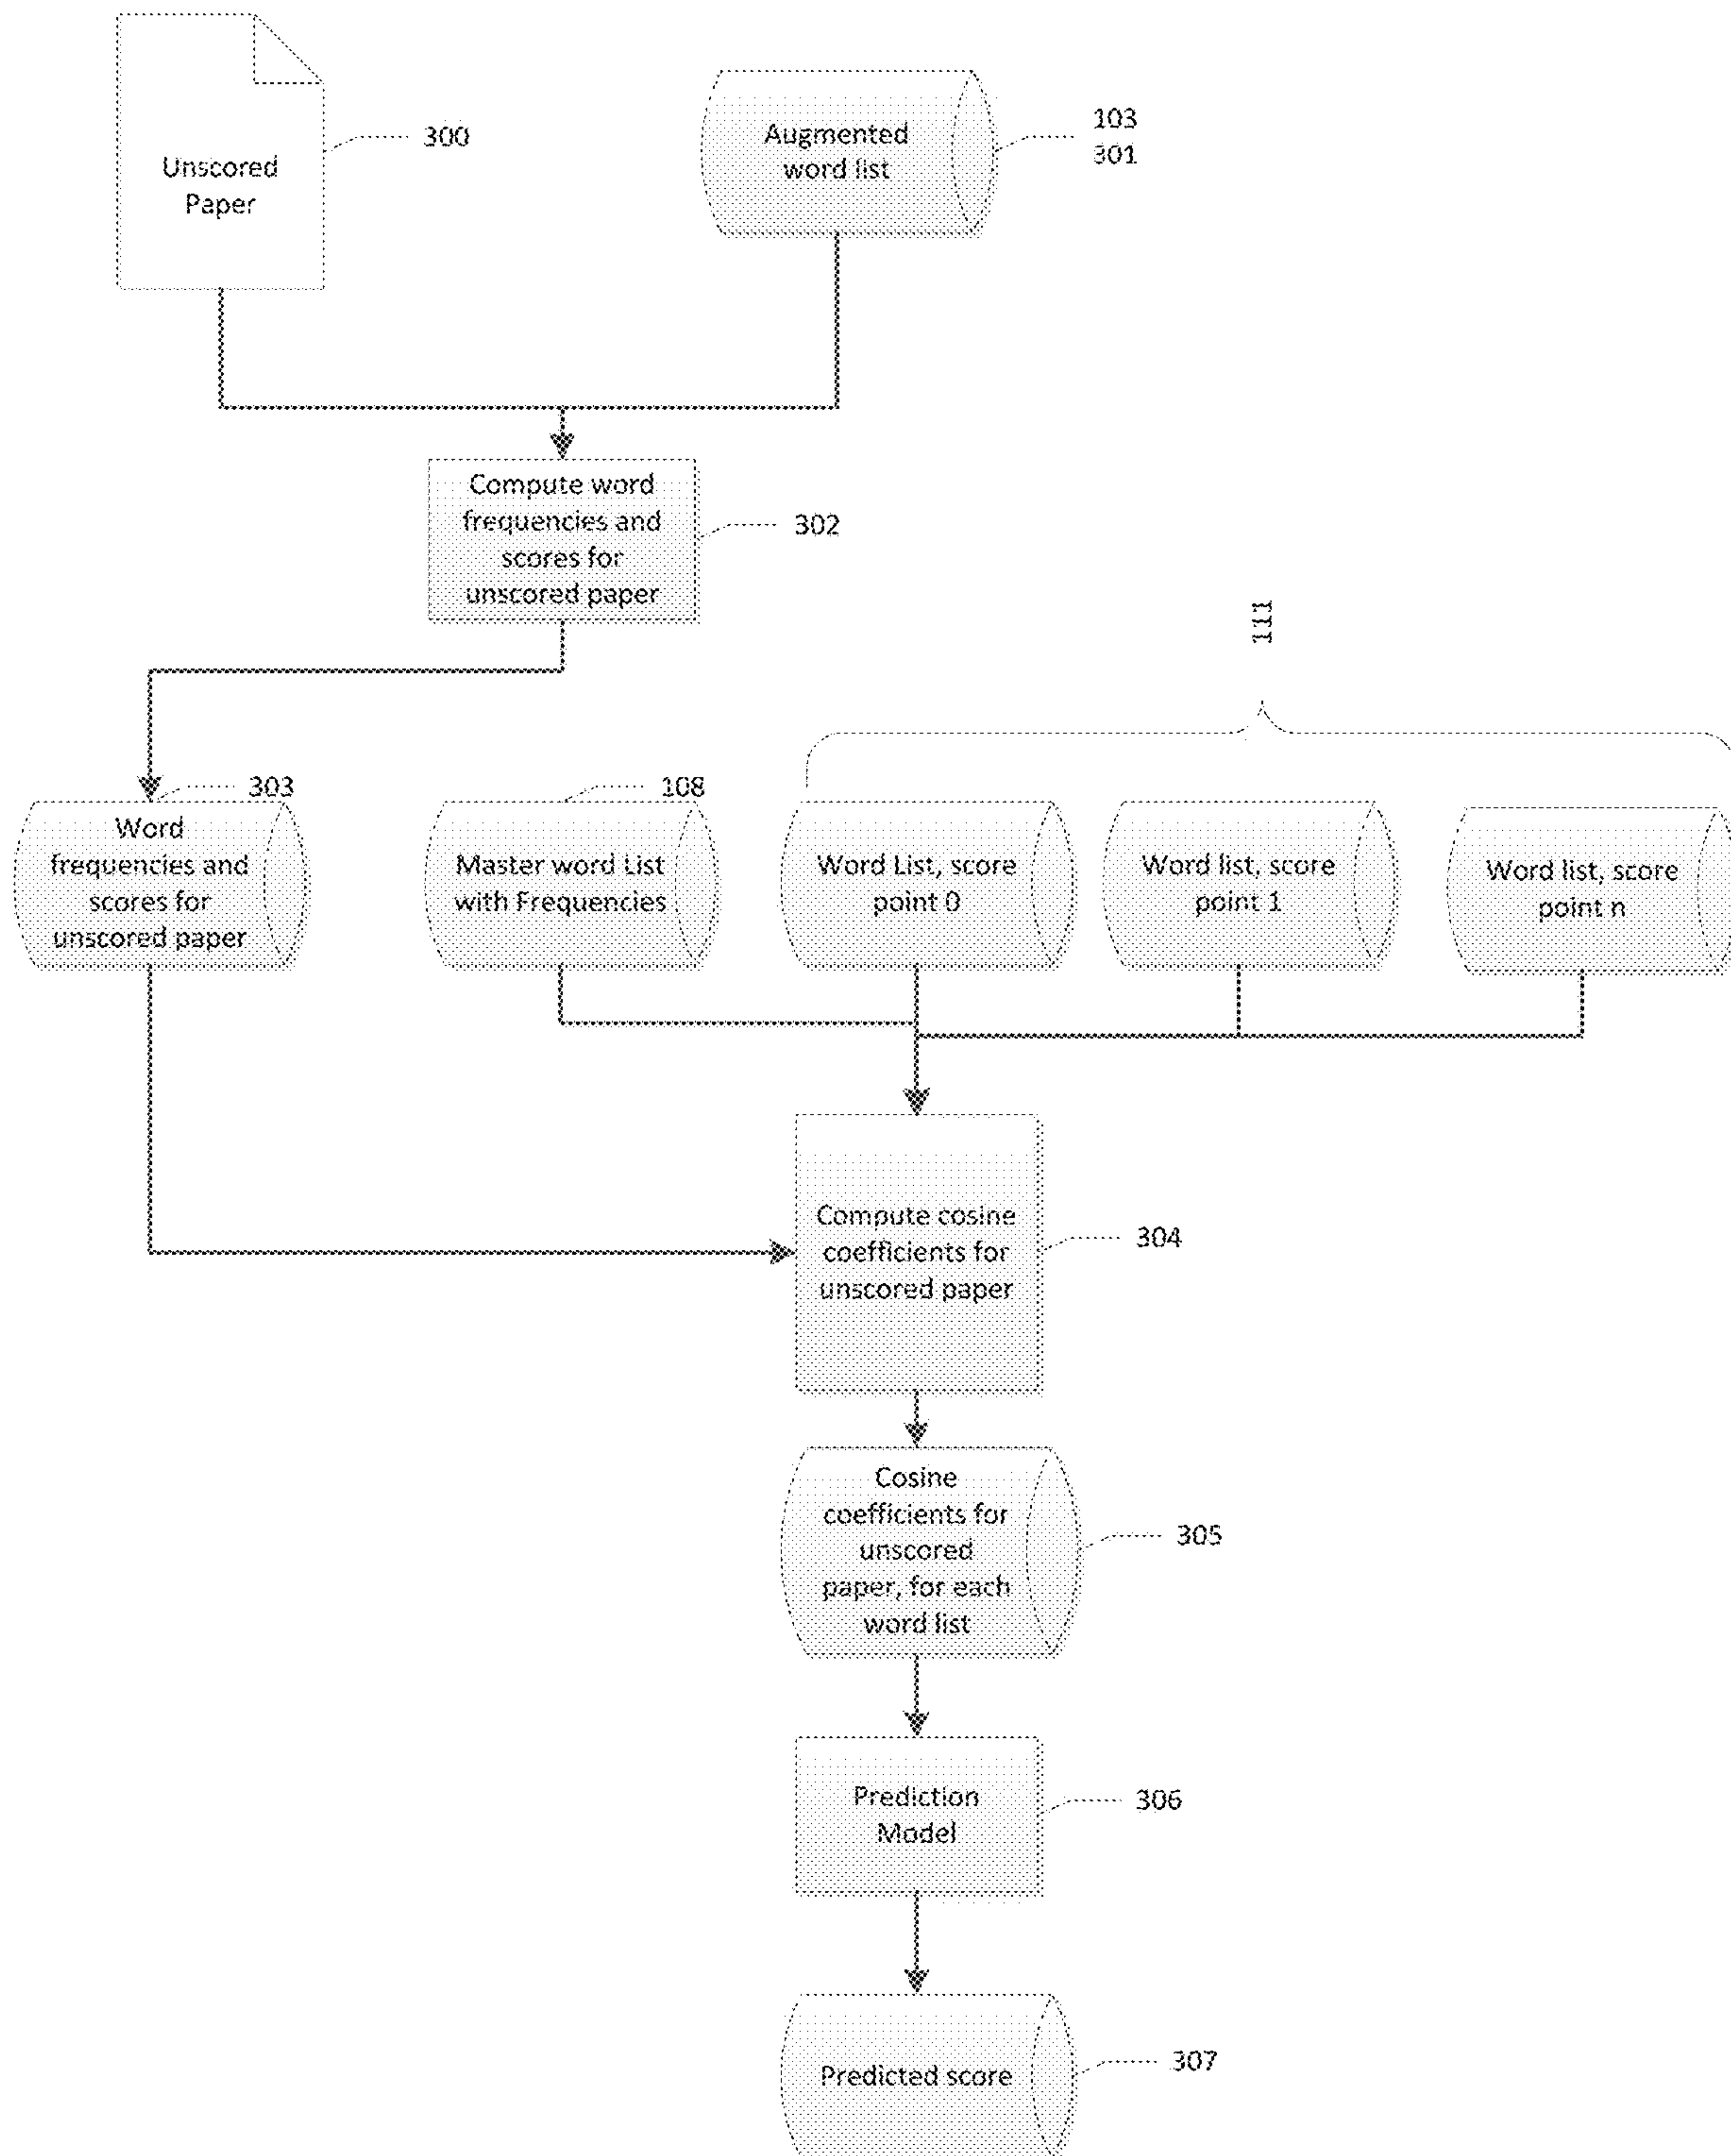 Unscored
Paper
300
Augmented
word list
103
301
Compute word
frequencies and
scores for
unscored paper
302
111
303
Word
frequencies and
scores for
unscored paper
108
Master word List
with Frequencies
Word List, score
point 0
Word list, score
point 1
Word list, score
point n
Compute cosine
coefficients for
unscored paper
304
Cosine
coefficients for
unscored
paper, for each
word list
305
Prediction
Model
306
Predicted score
307